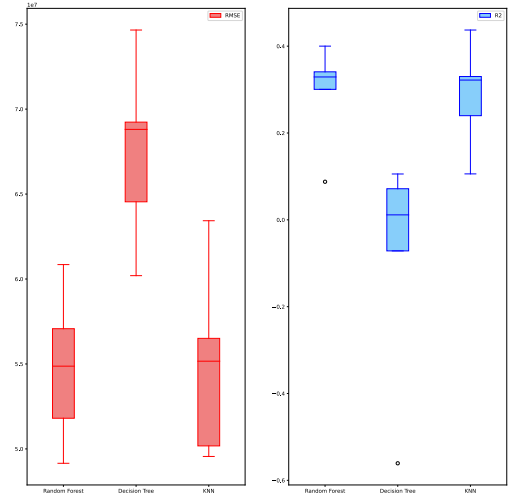 1e7
RMSE
7.5
7.0
6.5
6.0
5.5
5.0
Random Forest
Decision Tree
KNN
R2
0.4
0.2
0.0
−0.2
−0.4
−0.6
Random Forest
Decision Tree
KNN